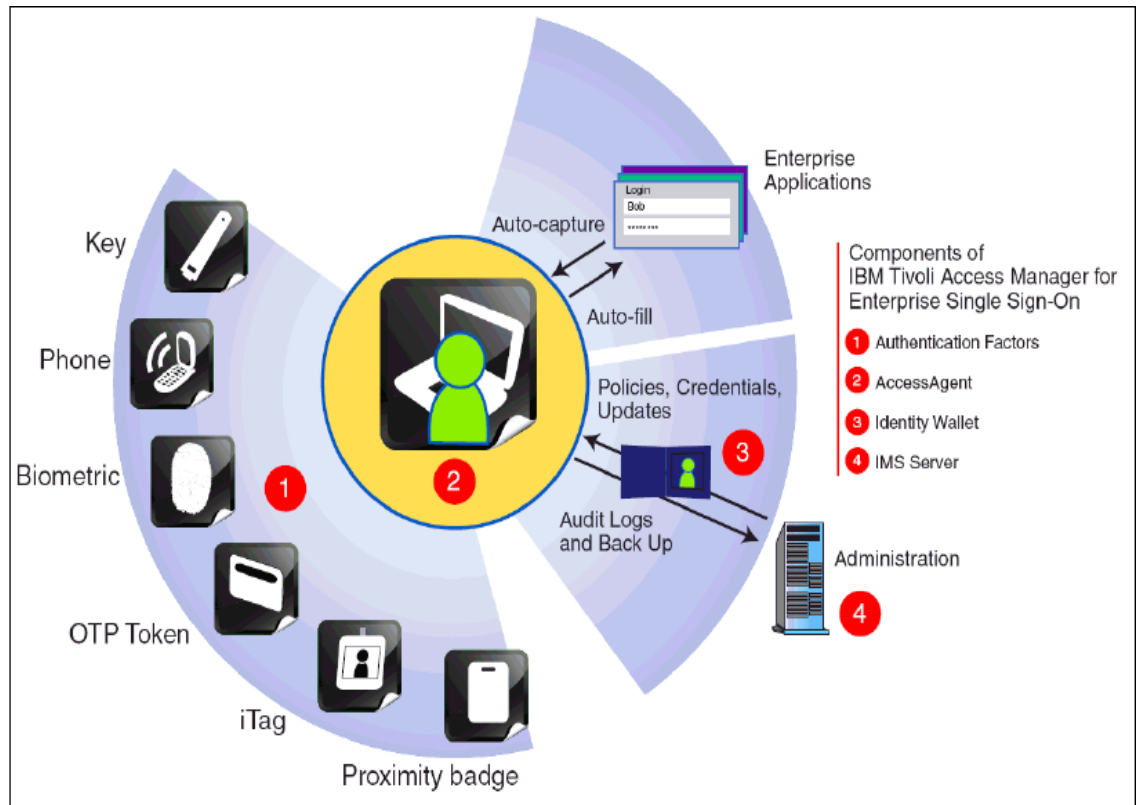 Key
Phone
Biometric
OTP Token
iTag
Proximity badge
1
2
Auto-capture
Auto-fill
Login
Bob
********
Enterprise
Applications
Policies, Credentials,
Updates
3
Audit Logs
and Back Up
Administration
4
Components of
IBM Tivoli Access Manager for
Enterprise Single Sign-On
1 Authentication Factors
2 AccessAgent
3 Identity Wallet
4 IMS Server